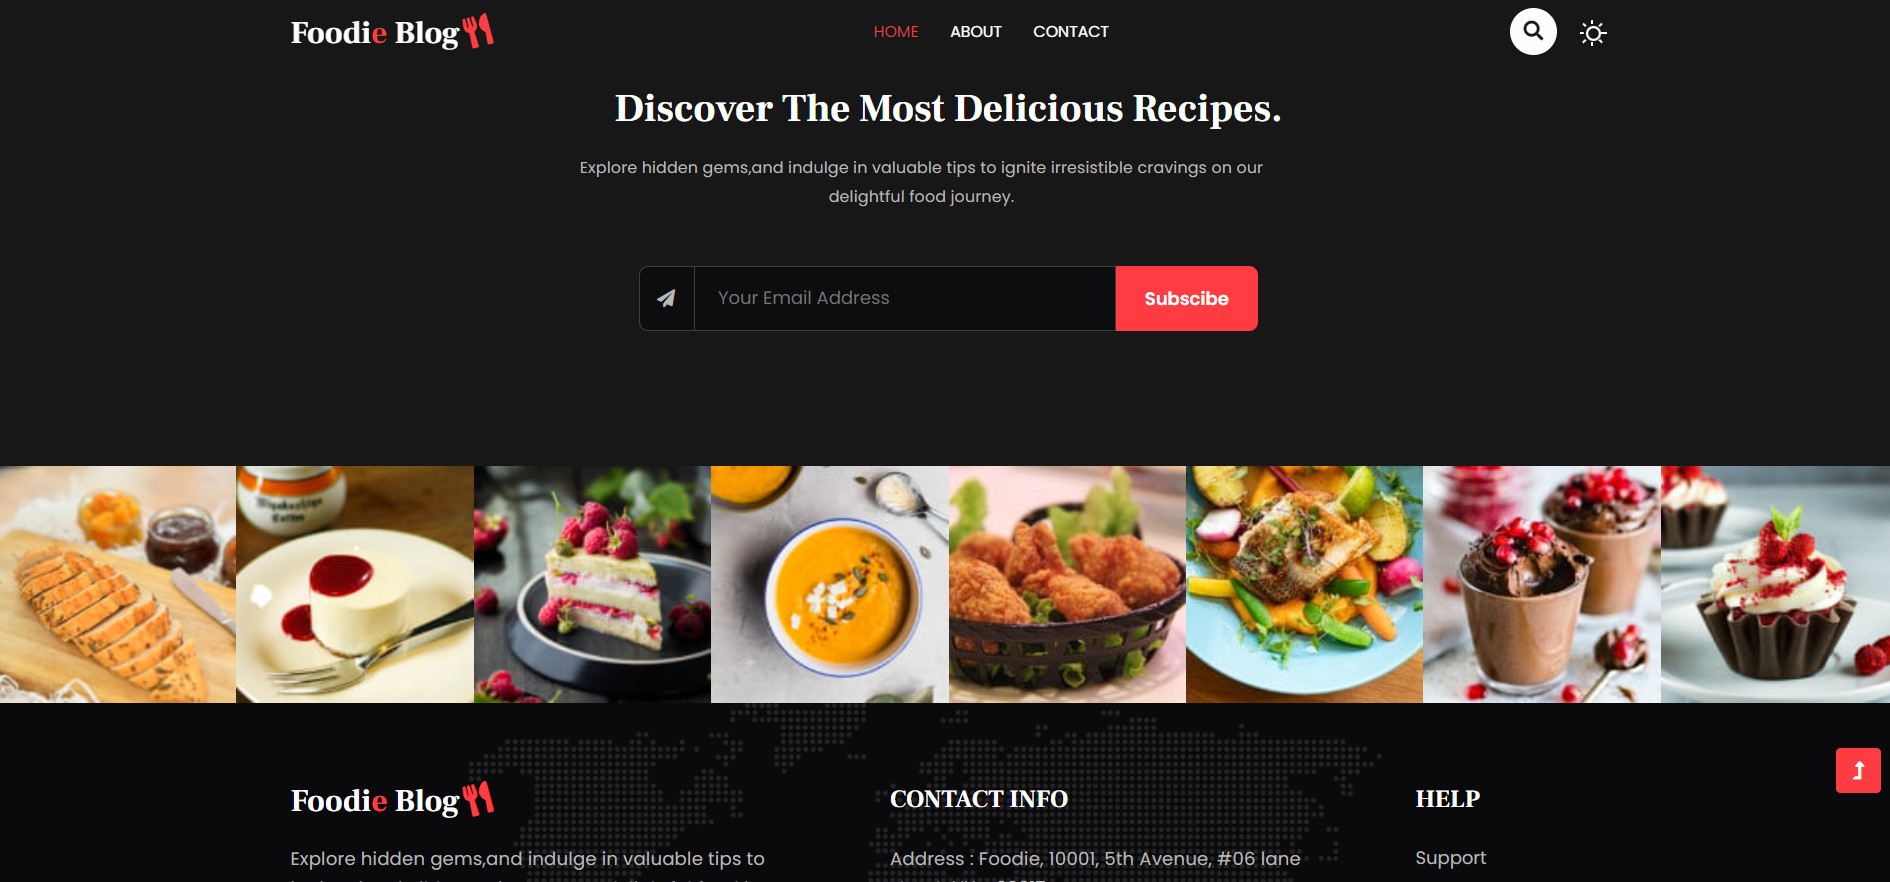 Foodie Blog
HOME ABOUT CONTACT
Discover The Most Delicious Recipes.
Explore hidden gems,and indulge in valuable tips to ignite irresistible cravings on our
delightful food journey.
Your Email Address
Subscibe
Foodie Blog
CONTACT INFO
HELP
Explore hidden gems,and indulge in valuable tips to
Address : Foodie, 10001, 5th Avenue, #06 lane
Support